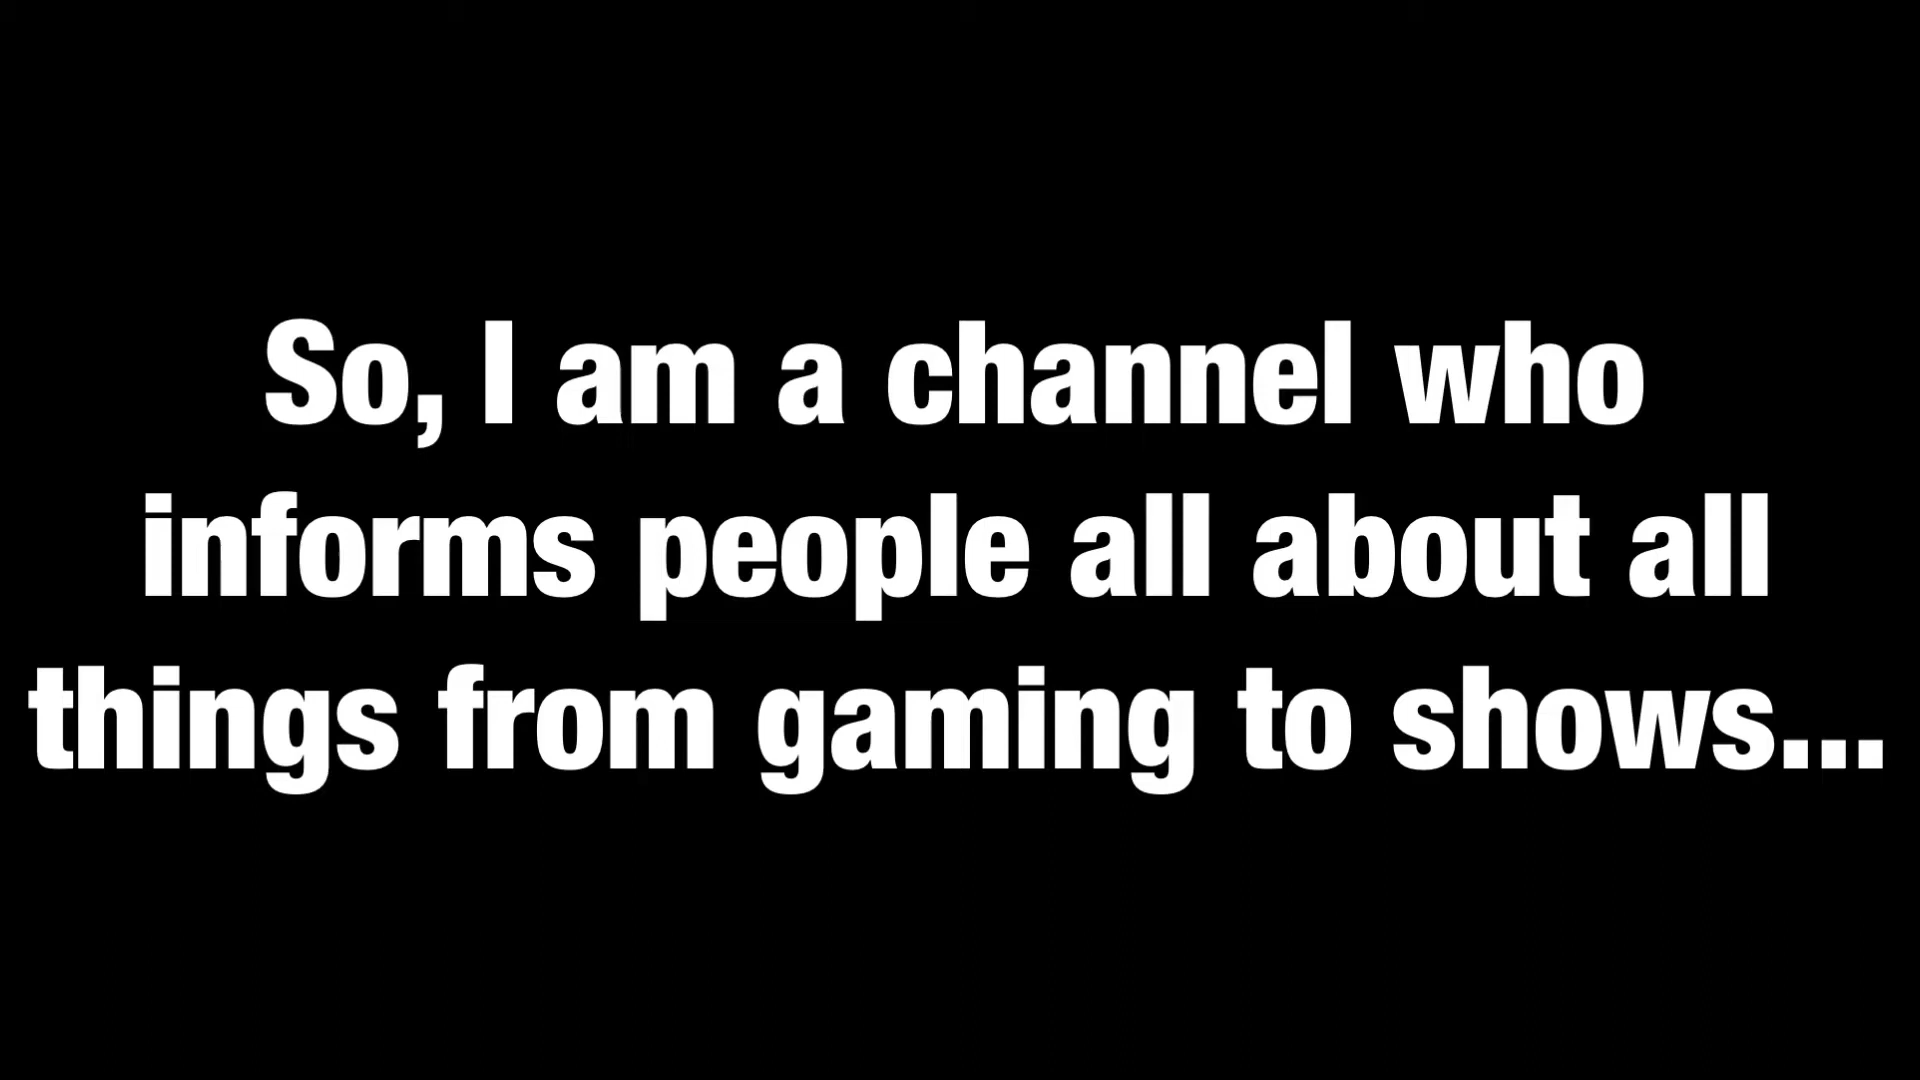 So, I am a channel who
informs people all about all
things from gaming to shows...